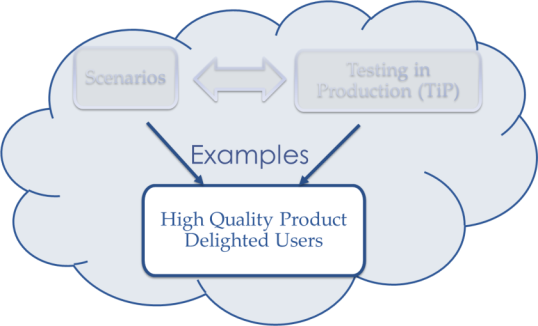 Scenarios
Testing in
Production (TiP)
Examples
High Quality Product
Delighted Users